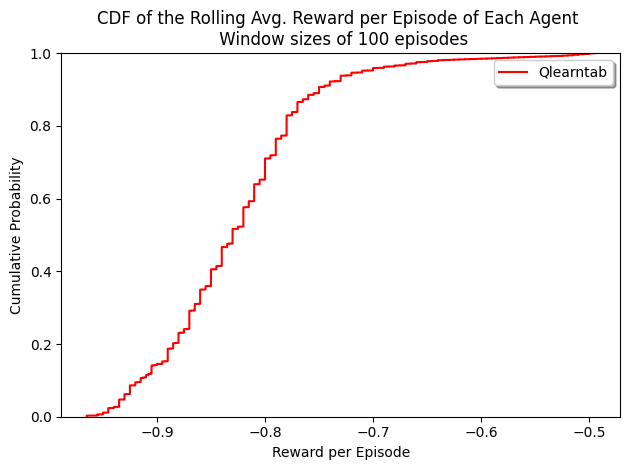 CDF of the Rolling Avg. Reward per Episode of Each Agent
Window sizes of 100 episodes
Qlearntab
Cumulative Probability
1.0
0.8
0.6
0.4
0.2
0.0
−0.9
−0.8
−0.7
−0.6
−0.5
Reward per Episode